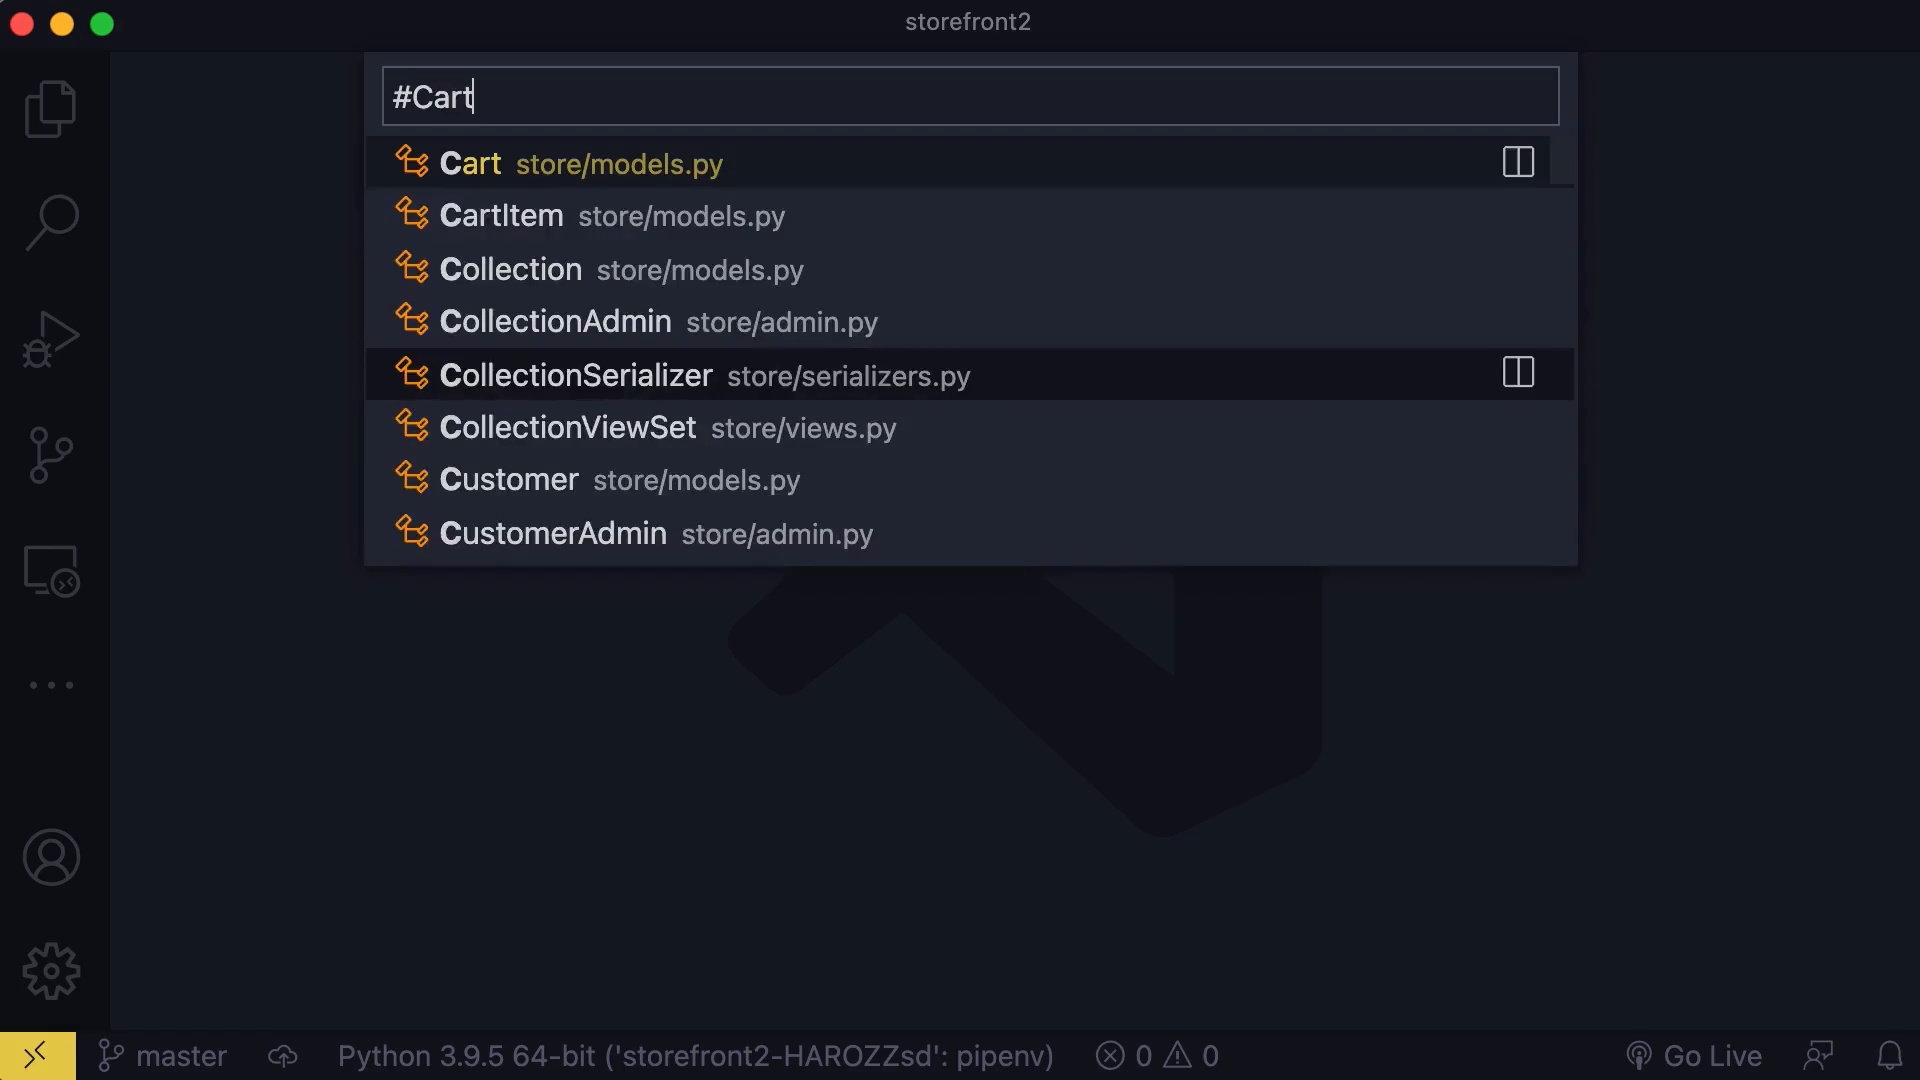 storefront2
#Cart
Cart store/models.py
CartItem store/models.py
Collection store/models.py
CollectionAdmin store/admin.py
CollectionSerializer store/serializers.py
CollectionViewSet store/views.py
Customer store/models.py
CustomerAdmin store/admin.py
master Python 3.9.5 64-bit ('storefront2-HAROZZsd': pipenv) 0 0 Go Live